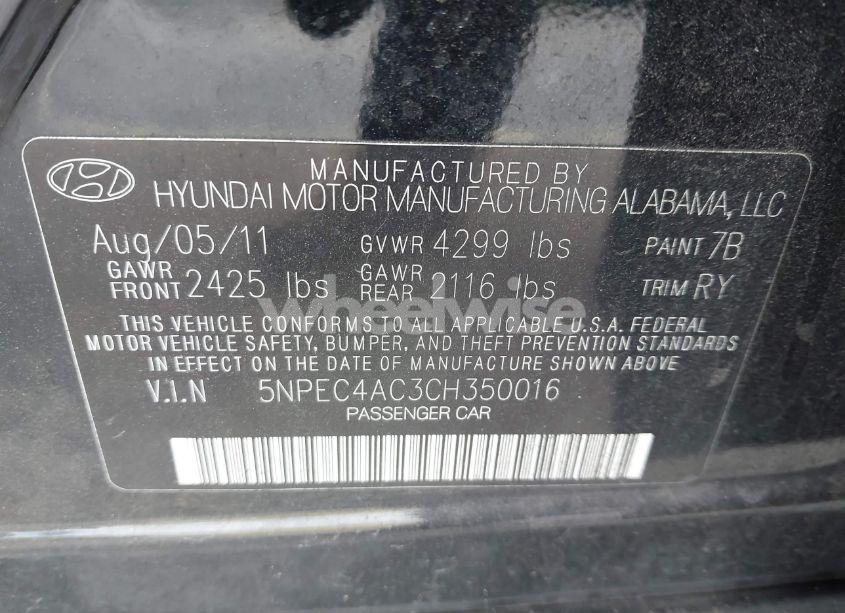 MANUFACTURED BY
HYUNDAI MOTOR MANUFACTURING ALABAMA, LLC
Aug/05/11 GVWR 4299 lbs PAINT 7B
GAWR FRONT 2425 lbs GAWR REAR 2116 lbs TRIM RY
wheelwise
THIS VEHICLE CONFORMS TO ALL APPLICABLE U.S.A. FEDERAL
MOTOR VEHICLE SAFETY, BUMPER, AND THEFT PREVENTION STANDARDS
IN EFFECT ON THE DATE OF MANUFACTURE SHOWN ABOVE
V.I.N 5NPEC4AC3CH350016
PASSENGER CAR